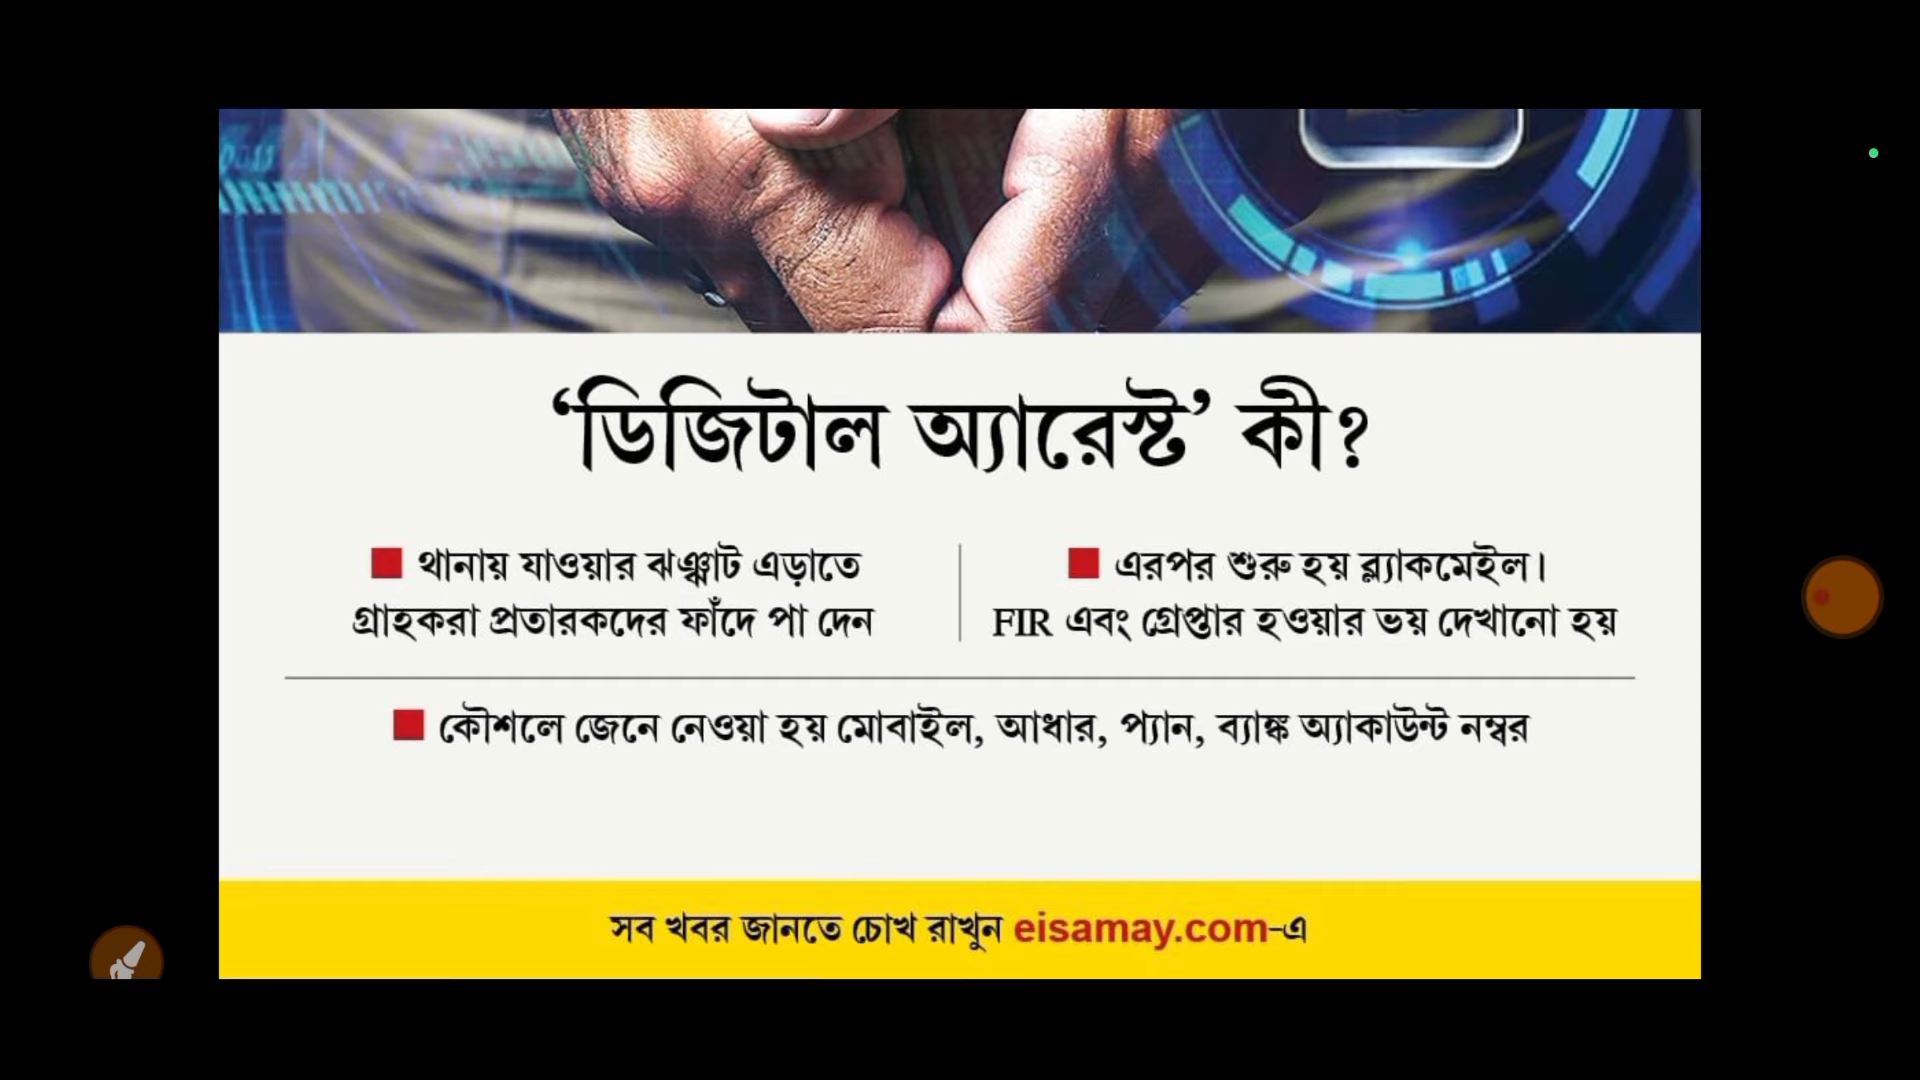 ‘ডিজিটাল অ্যারেস্ট’ কী?
■ থানায় যাওয়ার ঝঞ্ঝাট এড়াতে
গ্রাহকরা প্রতারকদের ফাঁদে পা দেন
■ এরপর শুরু হয় ব্ল্যাকমেইল।
FIR এবং গ্রেপ্তার হওয়ার ভয় দেখানো হয়
■ কৌশলে জেনে নেওয়া হয় মোবাইল, আধার, প্যান, ব্যাঙ্ক অ্যাকাউন্ট নম্বর
সব খবর জানতে চোখ রাখুন eisamay.com-এ